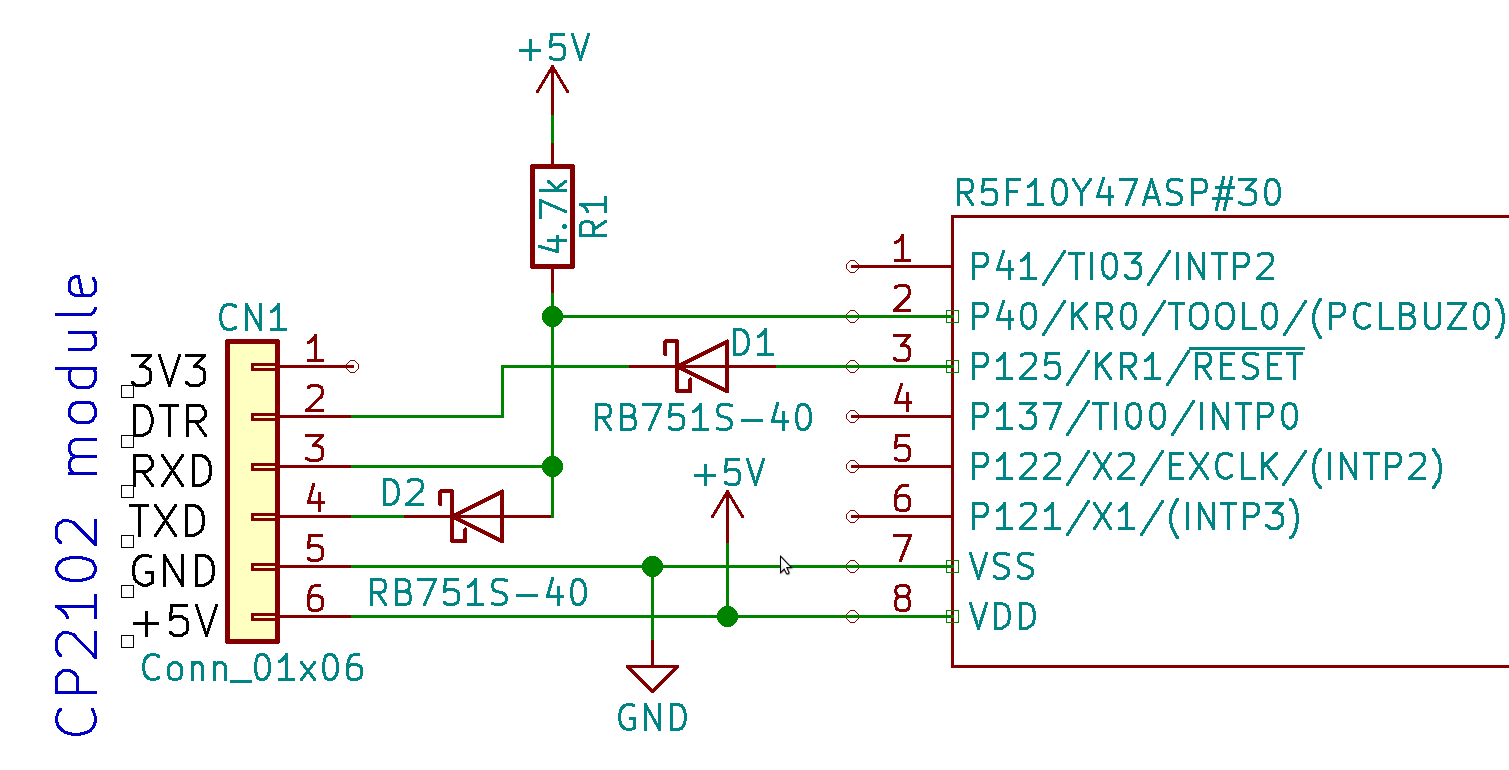 +5V
4.7k
R1
R5F10Y47ASP#30
1 P41/TI03/INTP2
2 P40/KR0/TOOL0/(PCLBUZ0)
3 P125/KR1/RESET
4 P137/TI00/INTP0
5 P122/X2/EXCLK/(INTP2)
6 P121/X1/(INTP3)
7 VSS
8 VDD
CP2102 module
CN1
3V3 1
DTR 2
RXD 3
TXD 4
GND 5
+5V 6
Conn_01x06
D1
RB751S-40
D2
RB751S-40
+5V
GND